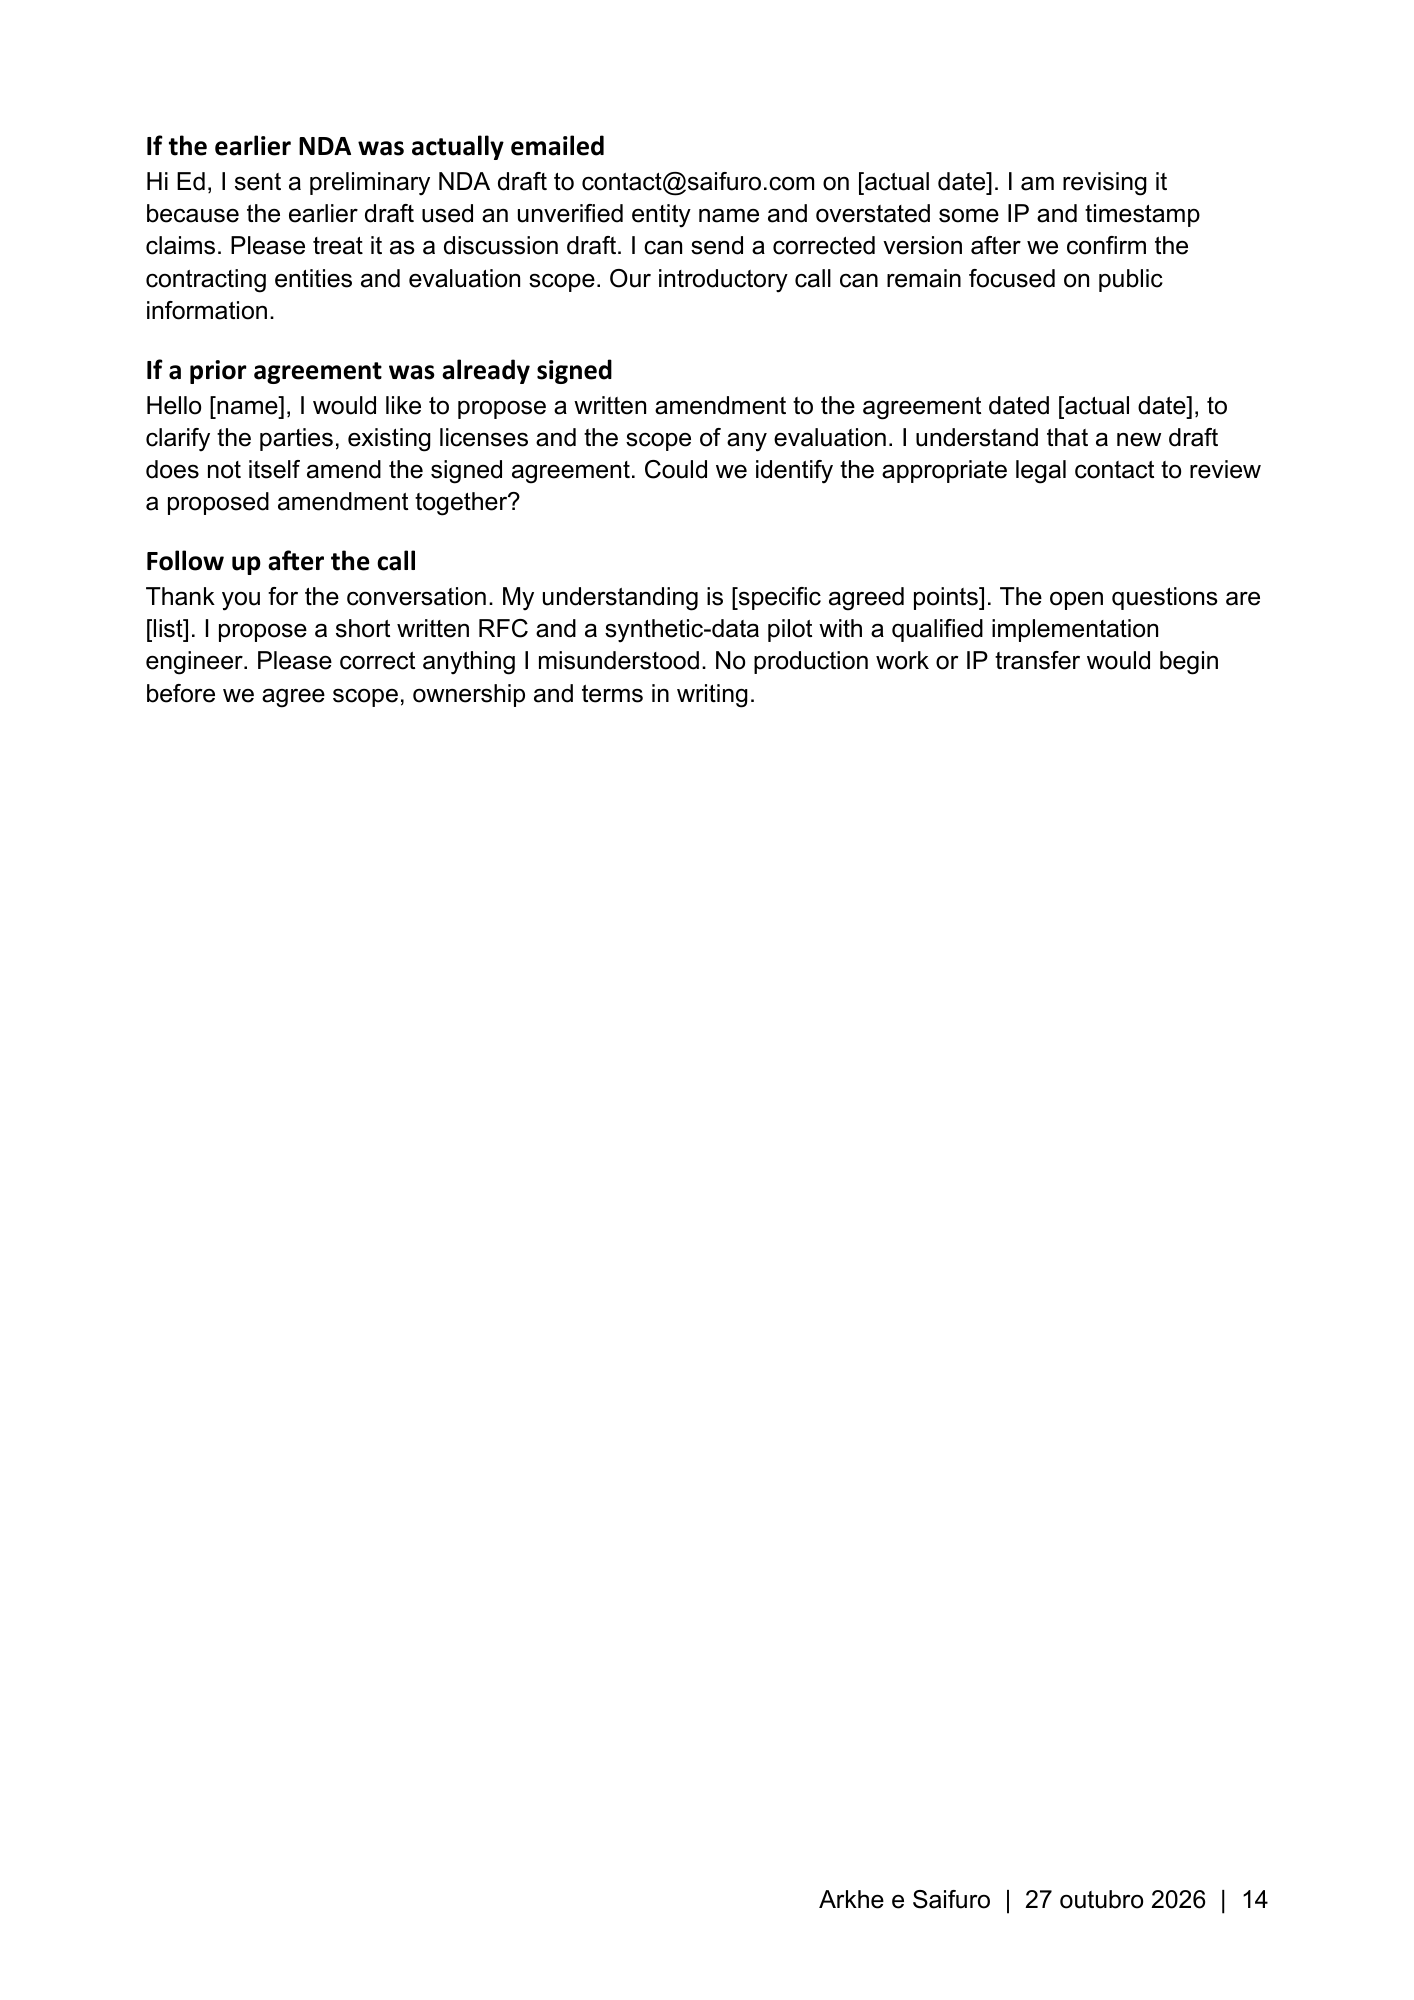 If the earlier NDA was actually emailed
Hi Ed, I sent a preliminary NDA draft to contact@saifuro.com on [actual date]. I am revising it
because the earlier draft used an unverified entity name and overstated some IP and timestamp
claims. Please treat it as a discussion draft. I can send a corrected version after we confirm the
contracting entities and evaluation scope. Our introductory call can remain focused on public
information.
If a prior agreement was already signed
Hello [name], I would like to propose a written amendment to the agreement dated [actual date], to
clarify the parties, existing licenses and the scope of any evaluation. I understand that a new draft
does not itself amend the signed agreement. Could we identify the appropriate legal contact to review
a proposed amendment together?
Follow up after the call
Thank you for the conversation. My understanding is [specific agreed points]. The open questions are
[list]. I propose a short written RFC and a synthetic-data pilot with a qualified implementation
engineer. Please correct anything I misunderstood. No production work or IP transfer would begin
before we agree scope, ownership and terms in writing.
Arkhe e Saifuro | 27 outubro 2026 | 14